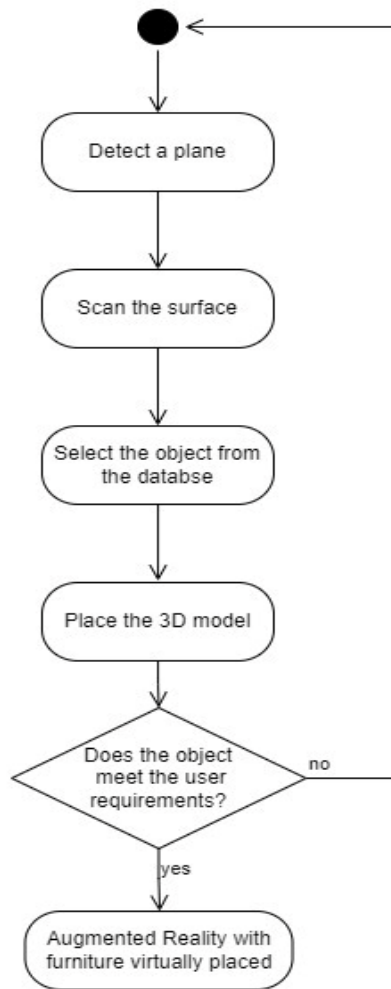 Detect a plane
Scan the surface
Select the object from
the databse
Place the 3D model
Does the object
meet the user
requirements?
no
yes
Augmented Reality with
furniture virtually placed